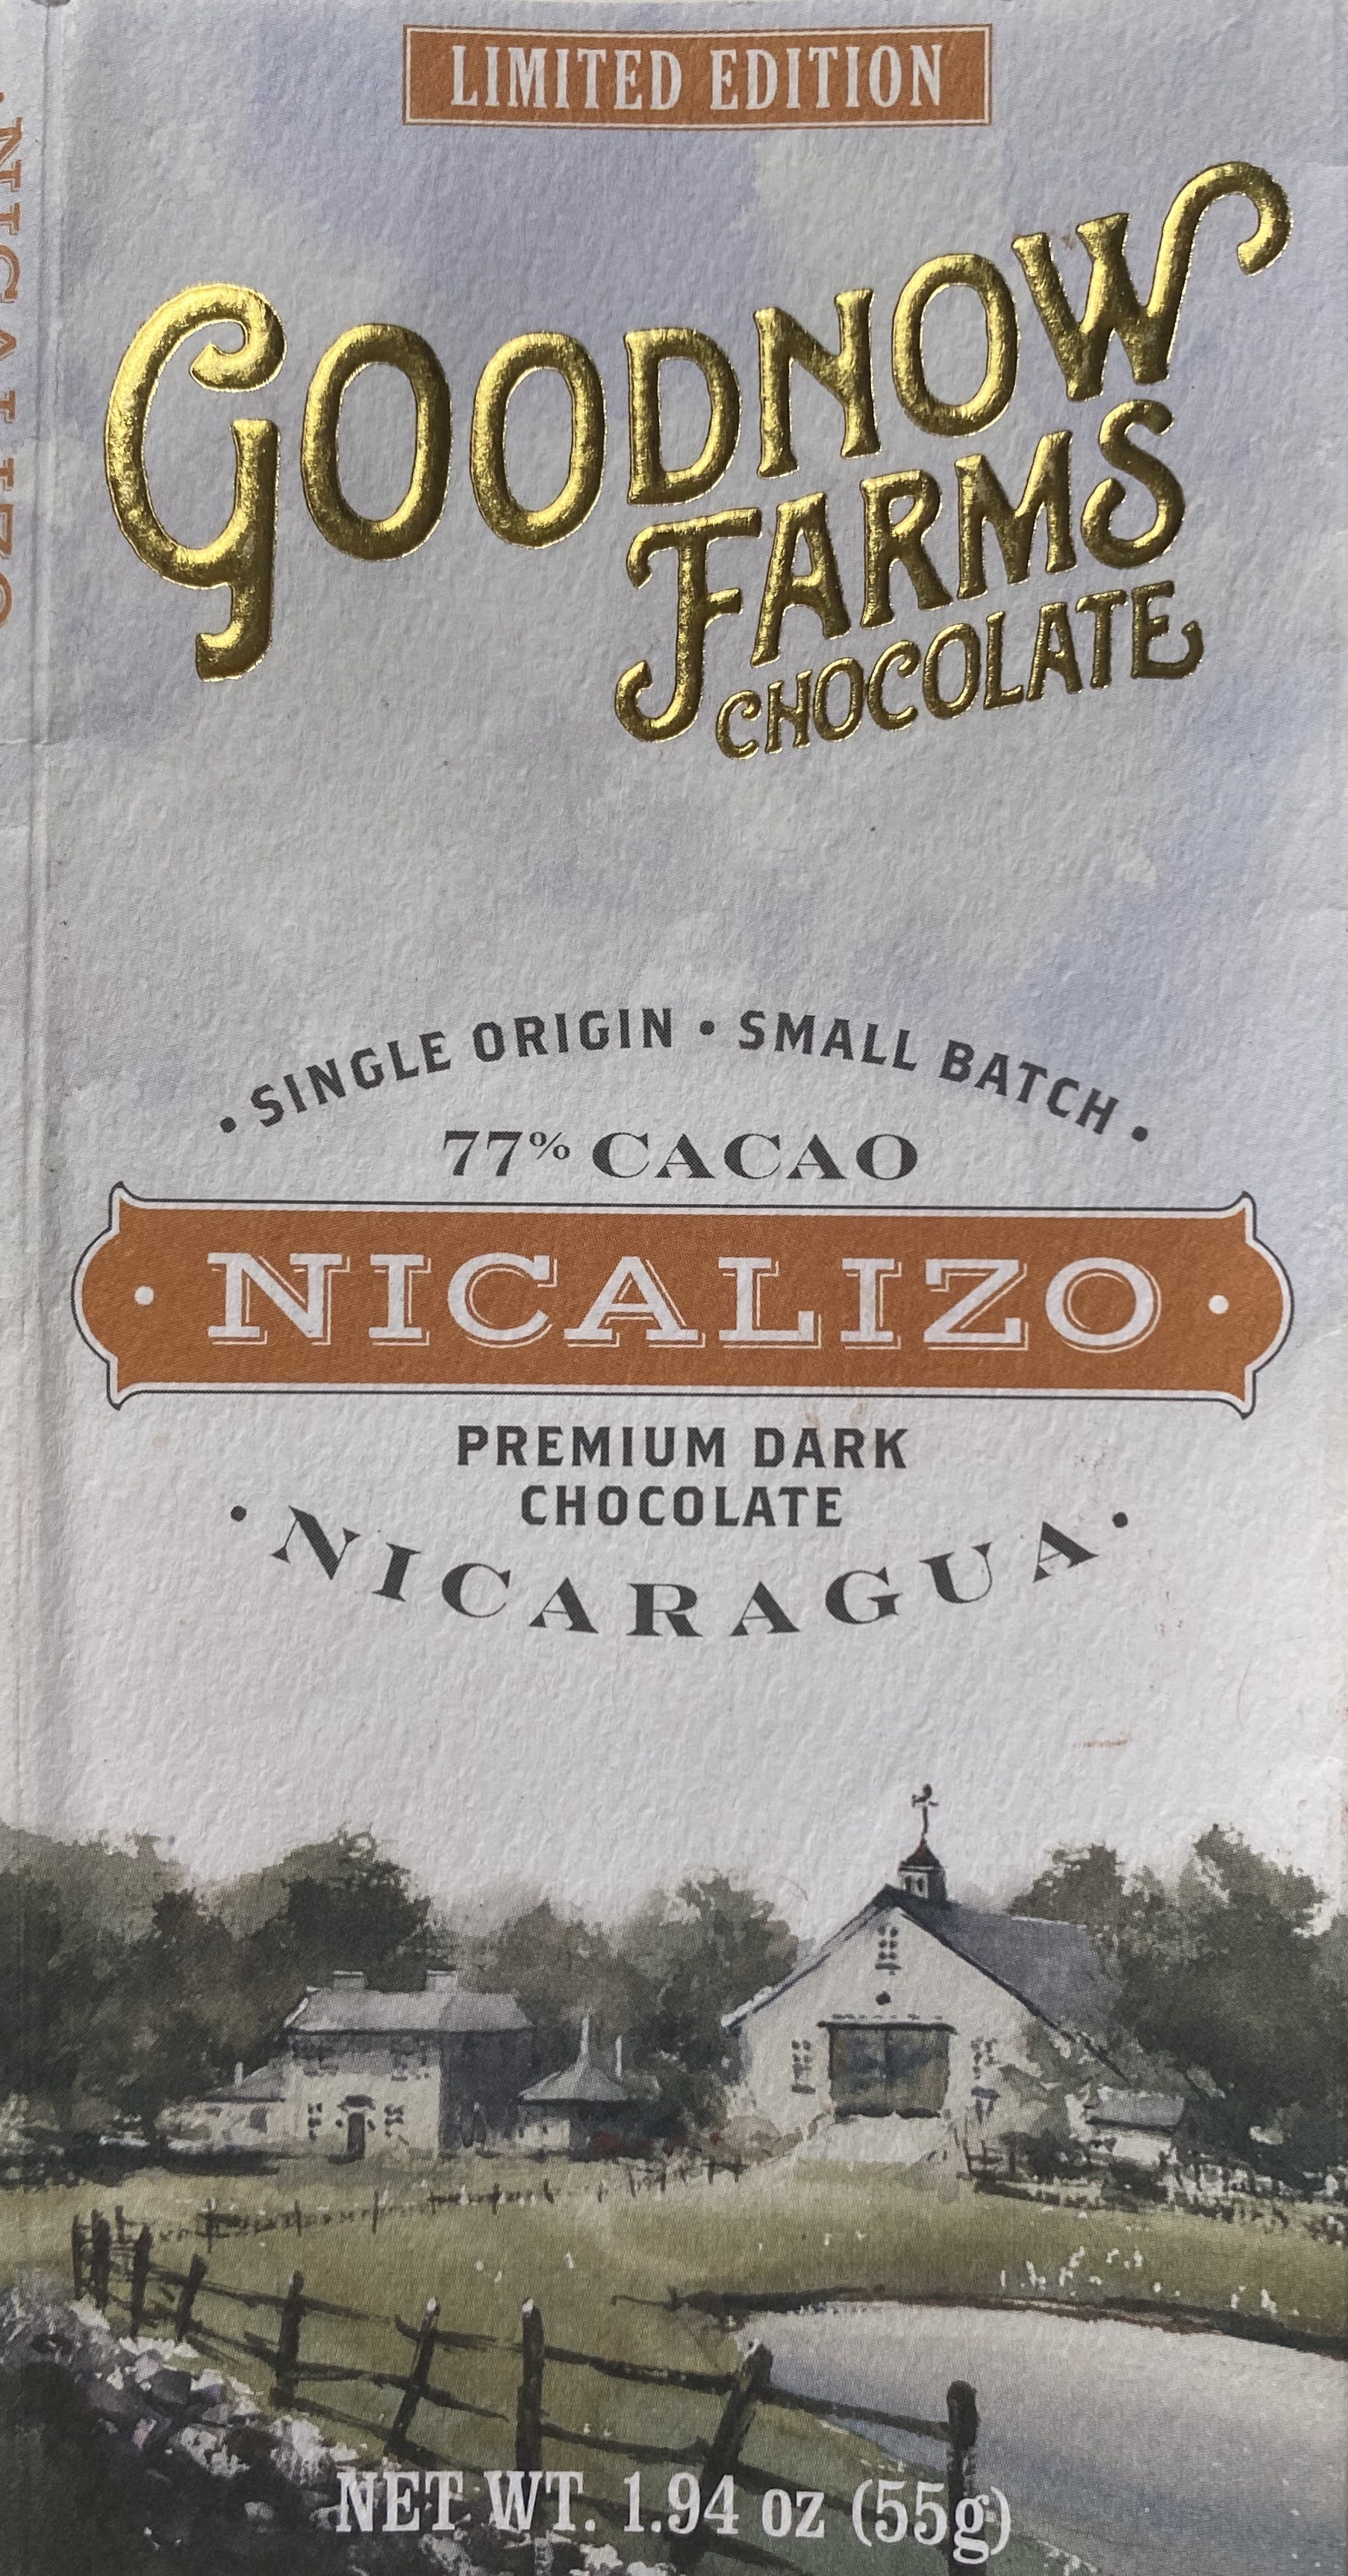 LIMITED EDITION
GOODNOW
FARMS
CHOCOLATE
• SINGLE ORIGIN • SMALL BATCH •
77% CACAO
• NICALIZO •
PREMIUM DARK
CHOCOLATE
• NICARAGUA •
NET WT. 1.94 oz (55g)
NICALIZO